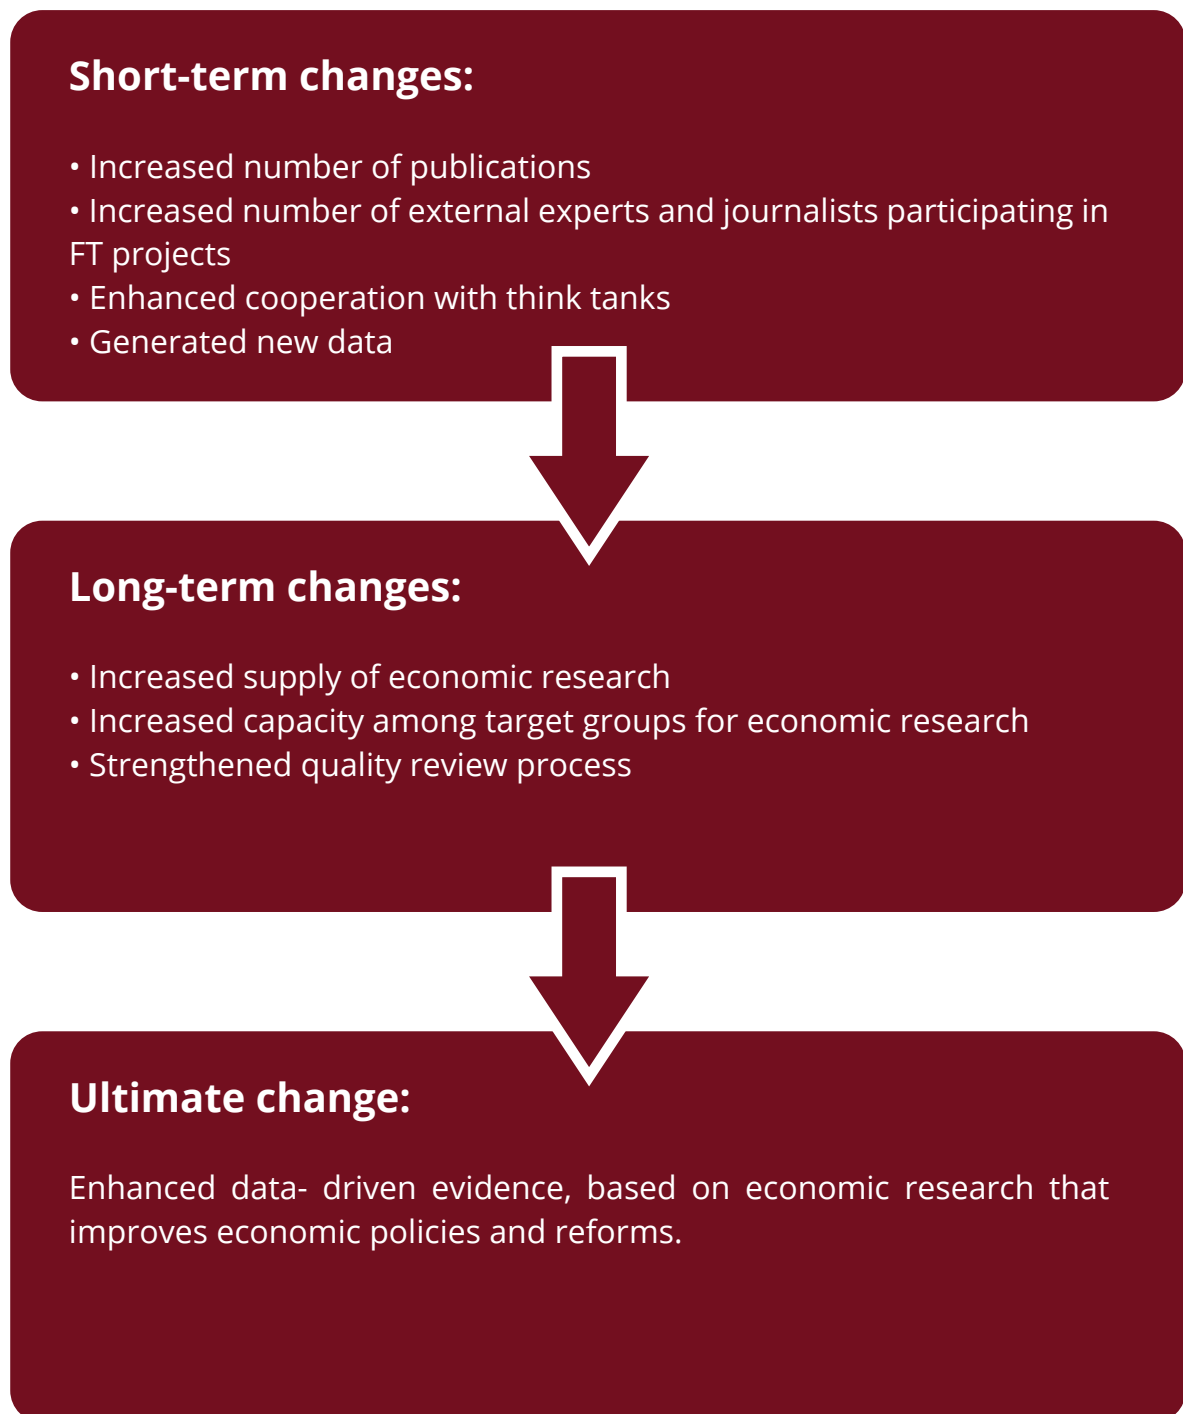 Short-term changes:
• Increased number of publications
• Increased number of external experts and journalists participating in
FT projects
• Enhanced cooperation with think tanks
• Generated new data
Long-term changes:
• Increased supply of economic research
• Increased capacity among target groups for economic research
• Strengthened quality review process
Ultimate change:
Enhanced data- driven evidence, based on economic research that
improves economic policies and reforms.